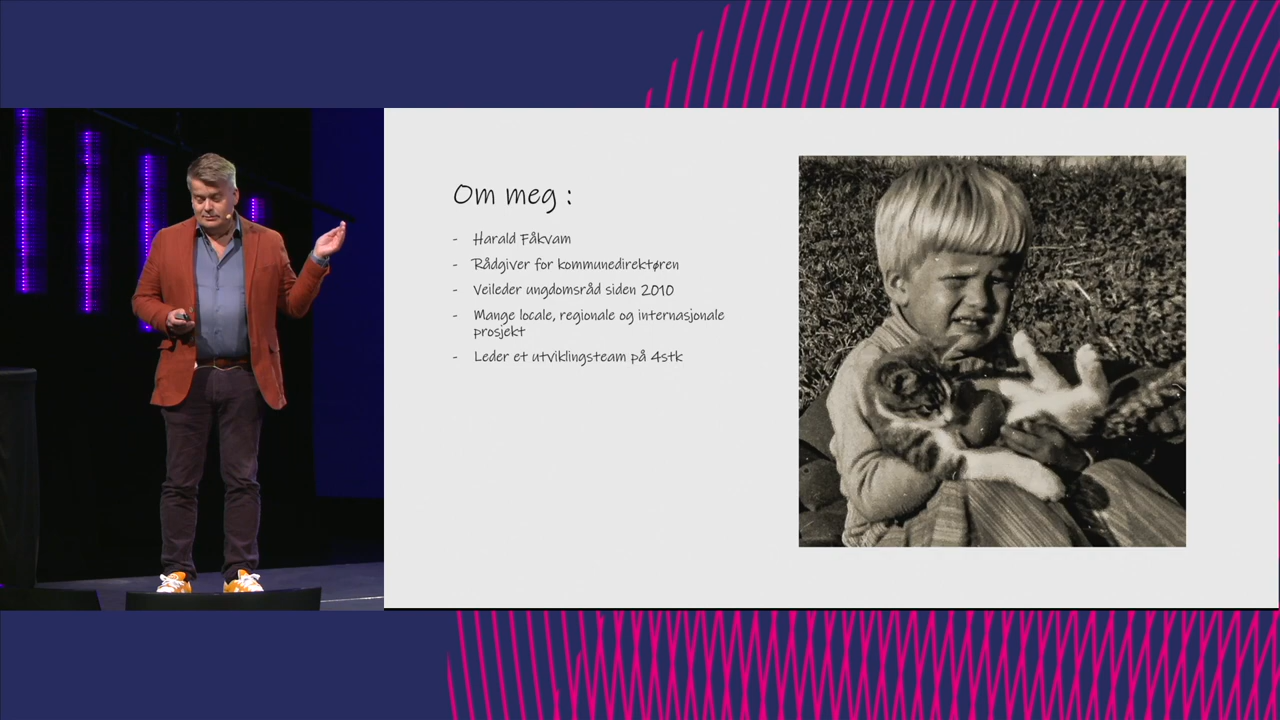 Om meg :
- Harald Fåkvam
- Rådgiver for kommunedirektøren
- Veileder ungdomsråd siden 2010
- Mange locale, regionale og internasjonale
prosjekt
- Leder et utviklingsteam på 4stk